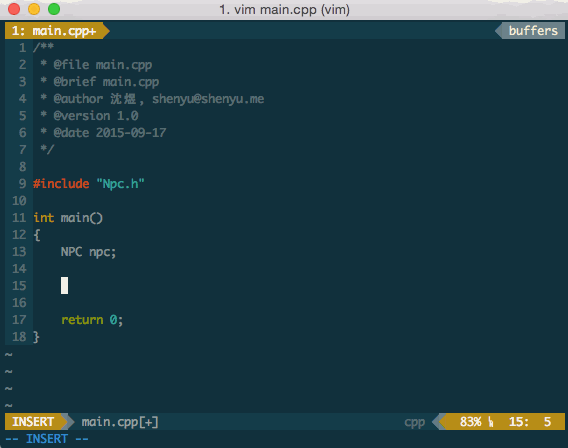 1. vim main.cpp (vim)
1: main.cpp+ buffers
1 /**
2  * @file main.cpp
3  * @brief main.cpp
4  * @author 沈煜, shenyu@shenyu.me
5  * @version 1.0
6  * @date 2015-09-17
7  */
8
9 #include "Npc.h"
10
11 int main()
12 {
13     NPC npc;
14
15
16
17     return 0;
18 }
~
~
~
~
INSERT main.cpp[+] cpp 83% 15: 5
-- INSERT --